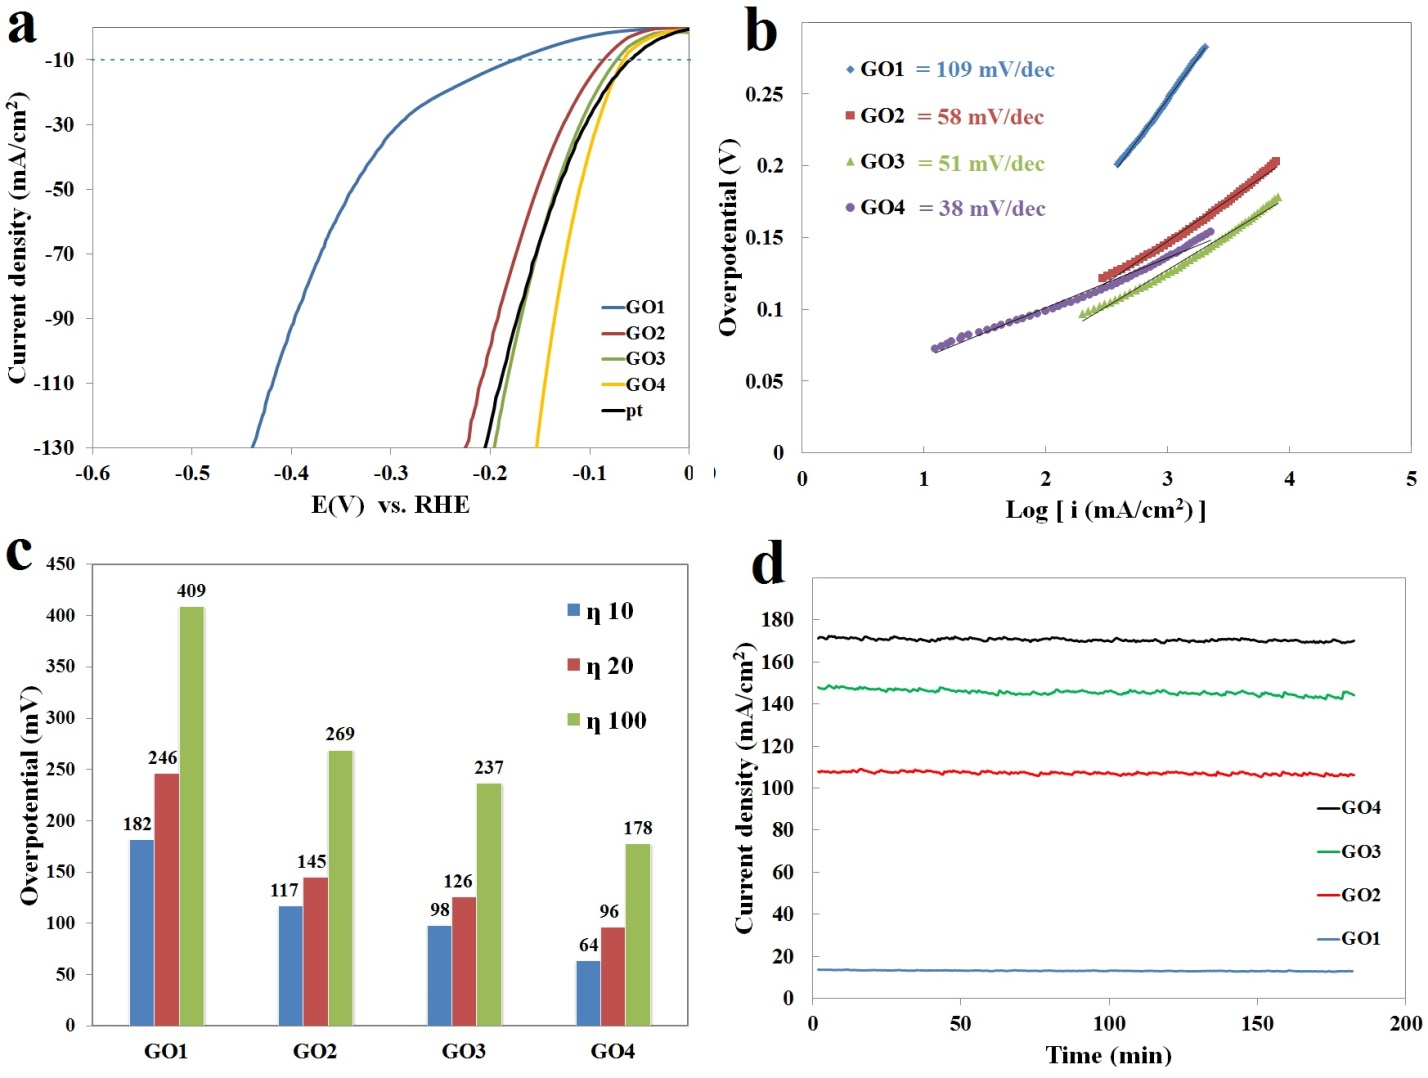 a
-10
-30
-50
-70
-90
-110
-130
Current density (mA/cm²)
-0.6 -0.5 -0.4 -0.3 -0.2 -0.1 0
E(V) vs. RHE
GO1
GO2
GO3
GO4
pt
b
GO1 = 109 mV/dec
GO2 = 58 mV/dec
GO3 = 51 mV/dec
GO4 = 38 mV/dec
0.25
0.2
0.15
0.1
0.05
0
Overpotential (V)
0 1 2 3 4 5
Log [ i (mA/cm²) ]
c
450
400
350
300
250
200
150
100
50
0
Overpotential (mV)
η 10
η 20
η 100
182 246 409
117 145 269
98 126 237
64 96 178
GO1 GO2 GO3 GO4
d
180
160
140
120
100
80
60
40
20
0
Current density (mA/cm²)
GO4
GO3
GO2
GO1
0 50 100 150 200
Time (min)